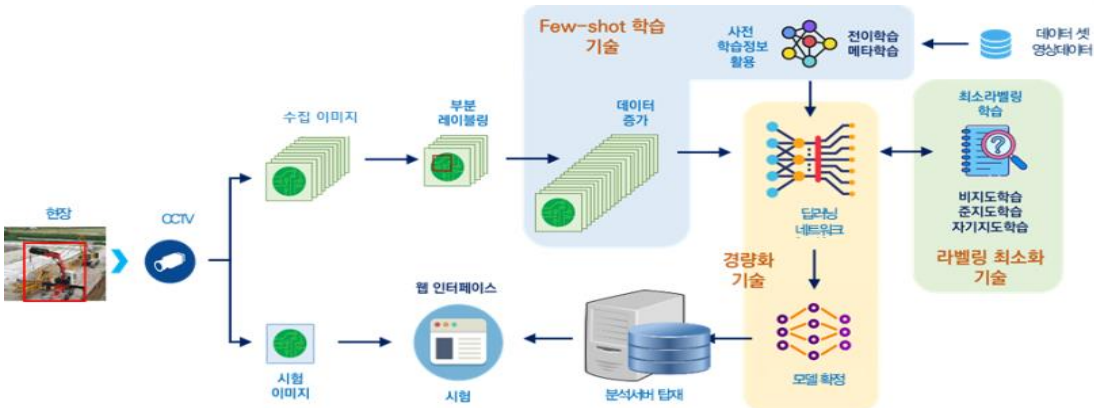 Few-shot 학습
기술
사전
학습정보
활용
전이학습
메타학습
데이터 셋
영상데이터
수집 이미지
부분
레이블링
데이터
증가
최소라벨링
학습
비지도학습
준지도학습
자기지도학습
라벨링 최소화
기술
현장
CCTV
딥러닝
네트워크
경량화
기술
웹 인터페이스
시험
이미지
시험
분석서버 탑재
모델 확정